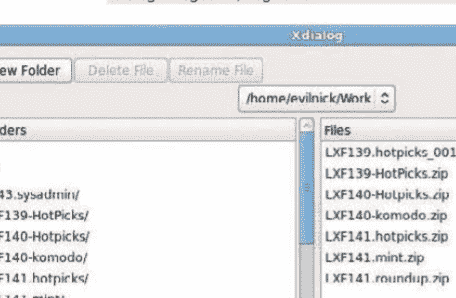 Xdialog
ew Folder Delete File Rename File
/home/evilnick/Work
ders
43.sysadmin/
F139-HotPicks/
F140-Hotpicks/
F140-komodo/
F141.hotpicks/
Files
LXF139.hotpicks_001
LXF139-HotPicks.zip
LXF140-Hotpicks.zip
LXF140-komodo.zip
LXF141.hotpicks.zip
LXF141.mint.zip
LXF141.roundup.zip